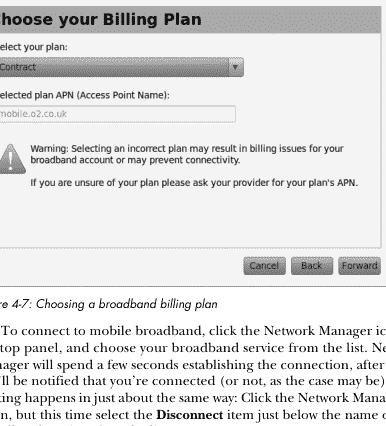 Choose your Billing Plan
elect your plan:
Contract
elected plan APN (Access Point Name):
mobile.o2.co.uk
Warning: Selecting an incorrect plan may result in billing issues for your
broadband account or may prevent connectivity.
If you are unsure of your plan please ask your provider for your plan's APN.
Cancel Back Forward
re 4-7: Choosing a broadband billing plan
To connect to mobile broadband, click the Network Manager ic
top panel, and choose your broadband service from the list. Ne
nager will spend a few seconds establishing the connection, after
'll be notified that you're connected (or not, as the case may be)
ting happens in just about the same way: Click the Network Mana
n, but this time select the Disconnect item just below the name o